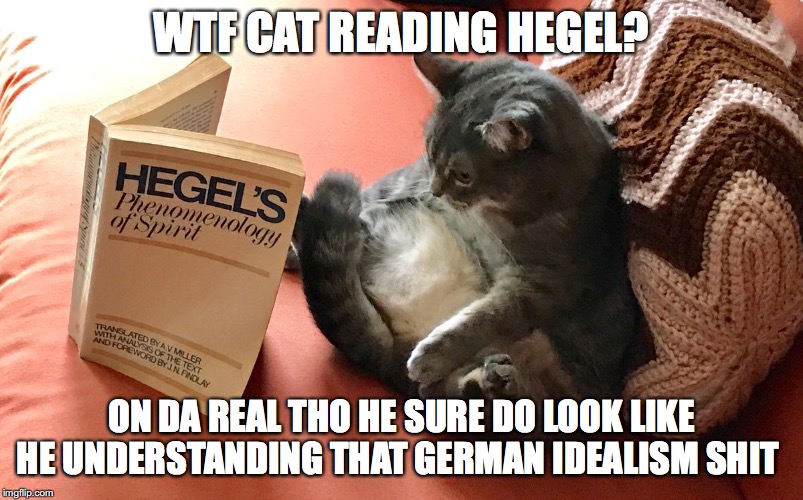 WTF CAT READING HEGEL?
HEGEL'S
Phenomenology
of Spirit
TRANSLATED BY A.V. MILLER
WITH ANALYSIS OF THE TEXT
AND FOREWORD BY J. N. FINDLAY
ON DA REAL THO HE SURE DO LOOK LIKE
HE UNDERSTANDING THAT GERMAN IDEALISM SHIT
imgflip.com